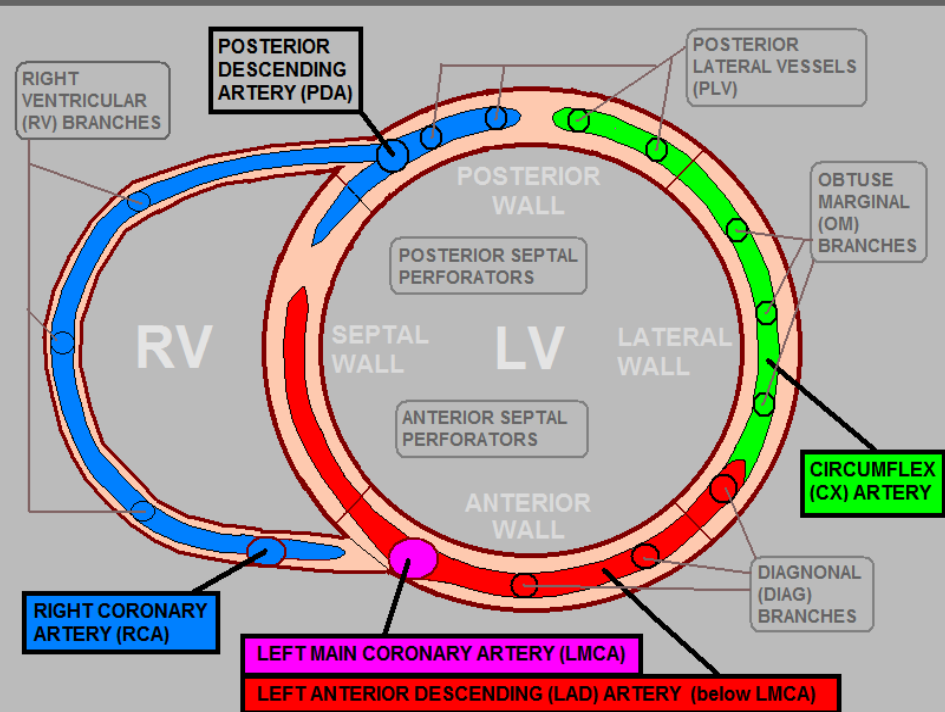 POSTERIOR
DESCENDING
ARTERY (PDA)
POSTERIOR
LATERAL VESSELS
(PLV)
RIGHT
VENTRICULAR
(RV) BRANCHES
POSTERIOR
WALL
OBTUSE
MARGINAL
(OM)
BRANCHES
POSTERIOR SEPTAL
PERFORATORS
RV
SEPTAL
WALL
LV
LATERAL
WALL
ANTERIOR SEPTAL
PERFORATORS
CIRCUMFLEX
(CX) ARTERY
ANTERIOR
WALL
DIAGNONAL
(DIAG)
BRANCHES
RIGHT CORONARY
ARTERY (RCA)
LEFT MAIN CORONARY ARTERY (LMCA)
LEFT ANTERIOR DESCENDING (LAD) ARTERY (below LMCA)